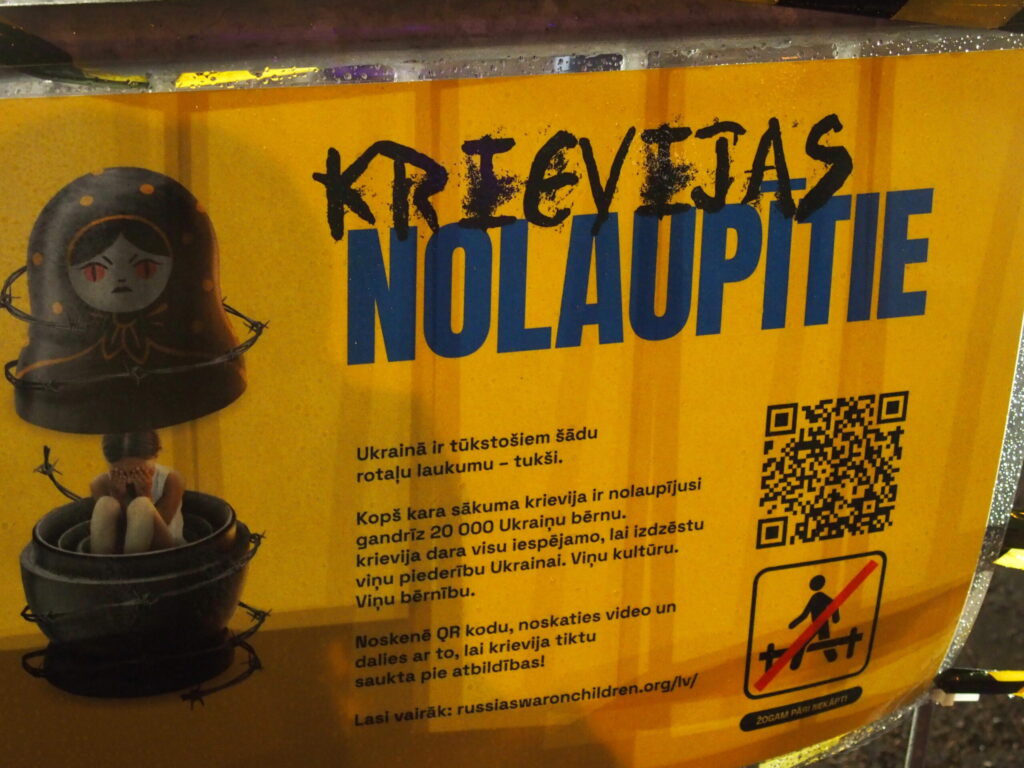 KRIEVIJAS
NOLAUPĪTIE
Ukrainā ir tūkstošiem šādu
rotaļu laukumu – tukši.
Kopš kara sākuma krievija ir nolaupījusi
gandrīz 20 000 Ukraiņu bērnu.
krievija dara visu iespējamo, lai izdzēstu
viņu piederību Ukrainai. Viņu kultūru.
Viņu bērnību.
Noskenē QR kodu, noskaties video un
dalies ar to, lai krievija tiktu
saukta pie atbildības!
Lasi vairāk: russiaswaronchildren.org/lv/
ŽOGAM PĀRI NEKĀPT!